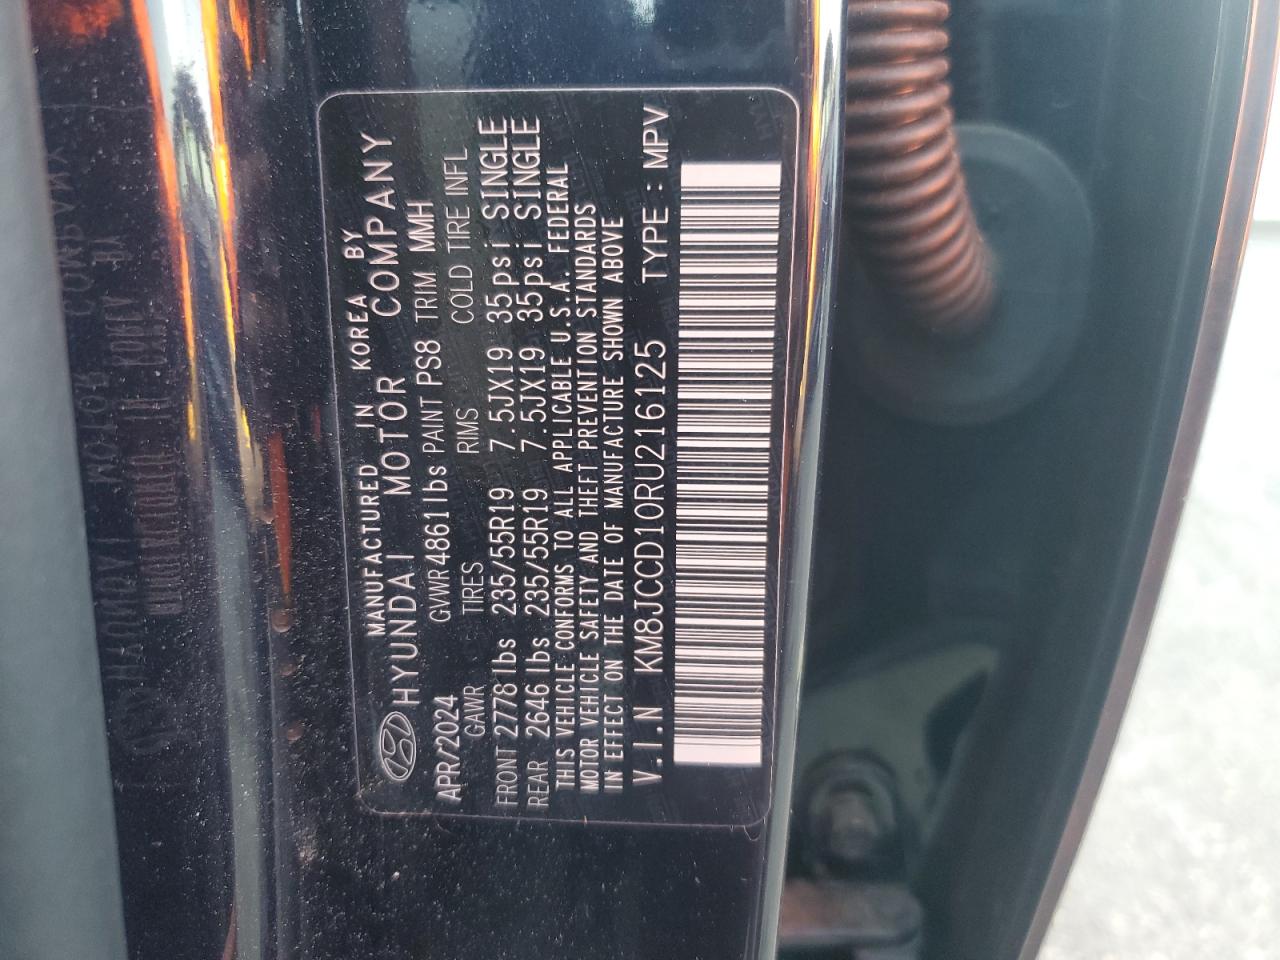 MANUFACTURED IN KOREA BY
HYUNDAI MOTOR COMPANY
APR/2024 GVWR 4861 lbs PAINT PS8 TRIM MMH
GAWR TIRES RIMS COLD TIRE INFL
FRONT 2778 lbs 235/55R19 7.5JX19 35psi SINGLE
REAR 2646 lbs 235/55R19 7.5JX19 35psi SINGLE
THIS VEHICLE CONFORMS TO ALL APPLICABLE U.S.A. FEDERAL
MOTOR VEHICLE SAFETY AND THEFT PREVENTION STANDARDS
IN EFFECT ON THE DATE OF MANUFACTURE SHOWN ABOVE
V.I.N KM8JCCD10RU216125 TYPE : MPV